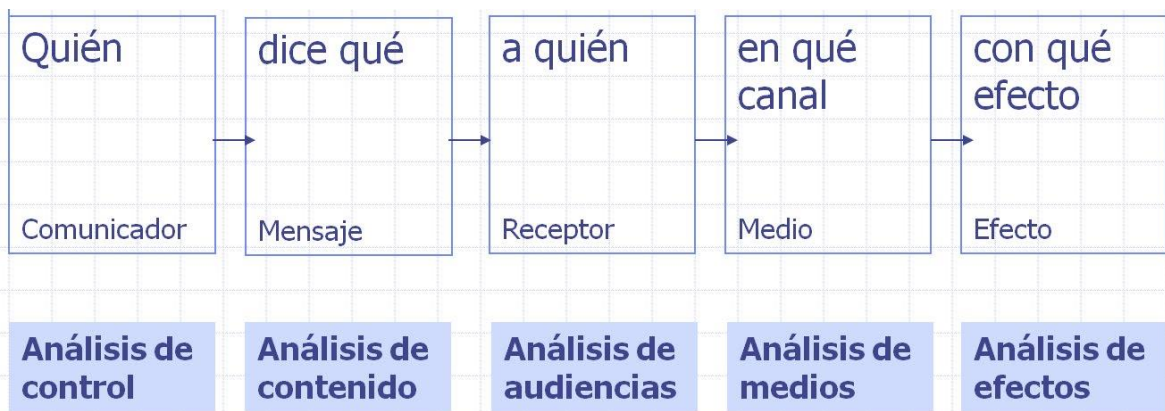 Quién
Comunicador
dice qué
Mensaje
a quién
Receptor
en qué
canal
Medio
con qué
efecto
Efecto
Análisis de
control
Análisis de
contenido
Análisis de
audiencias
Análisis de
medios
Análisis de
efectos